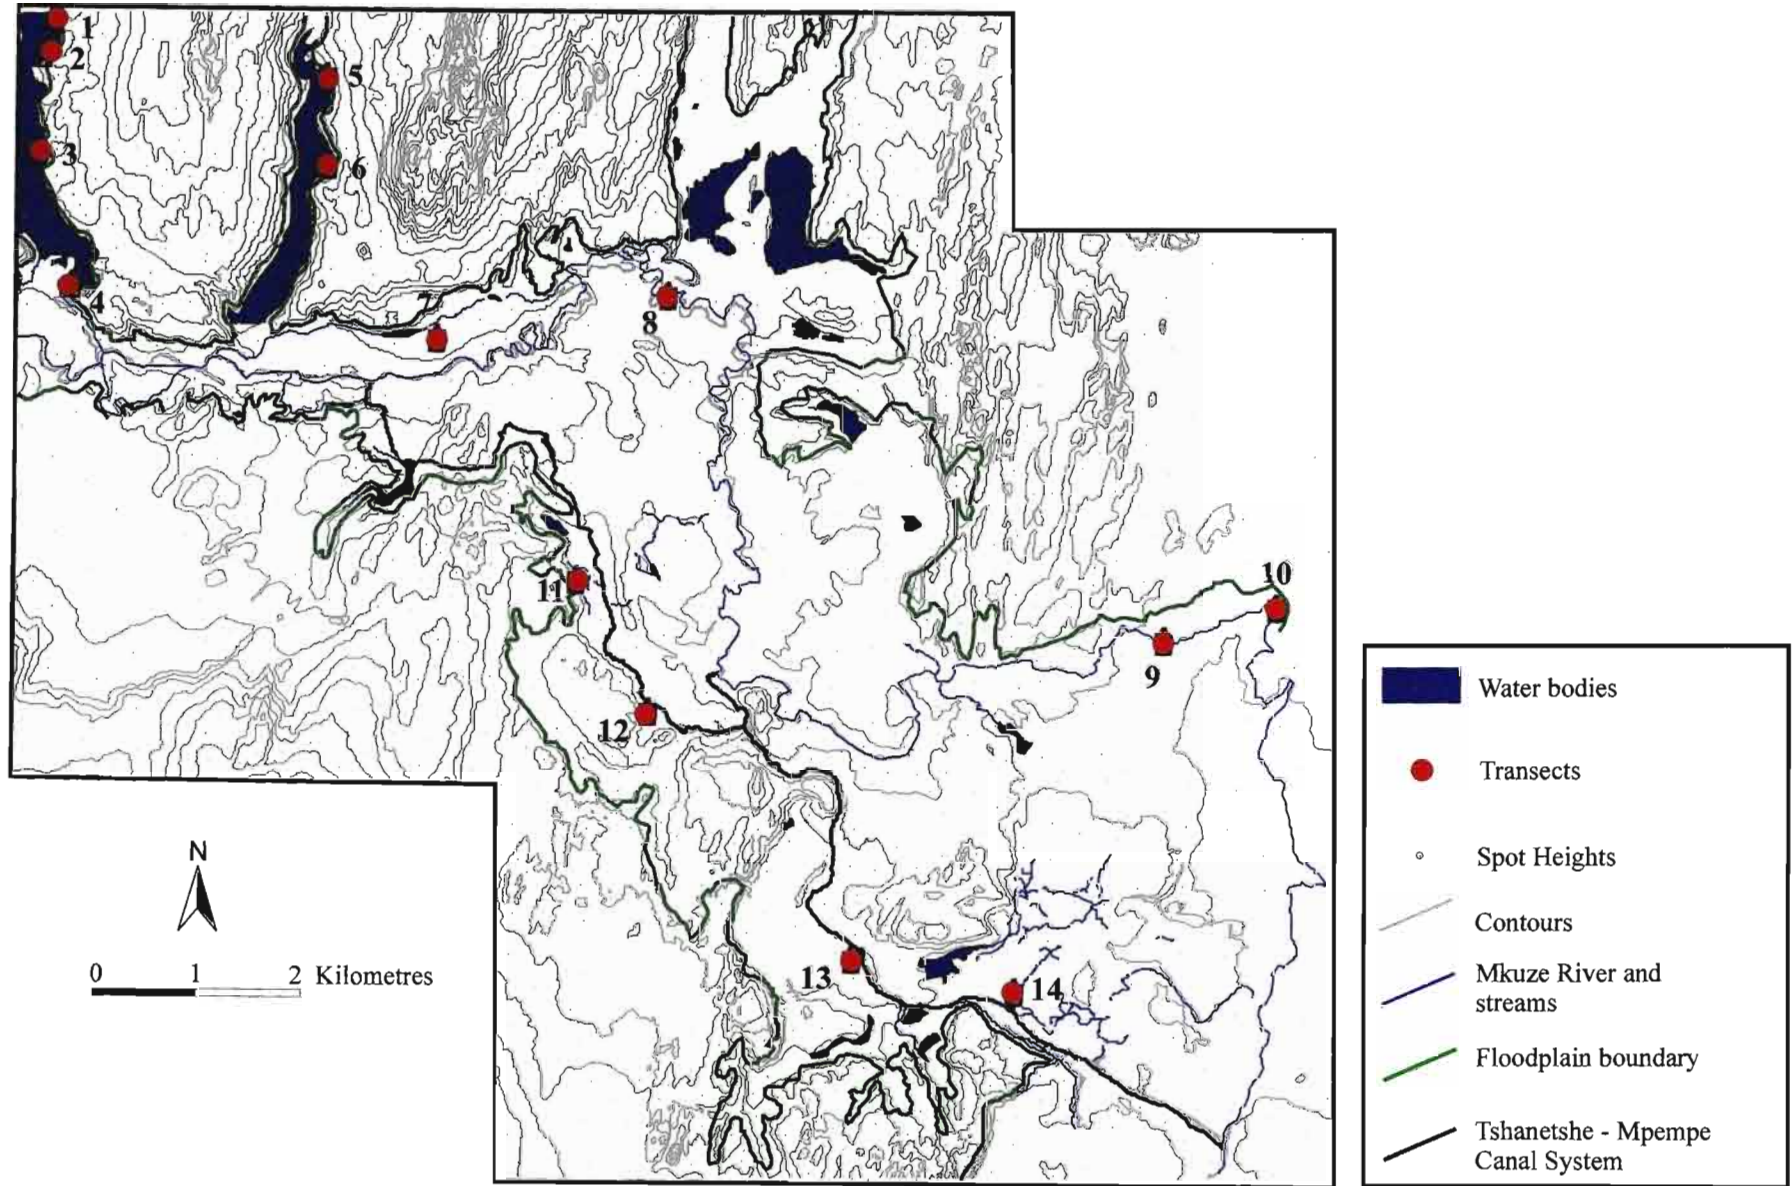 1
2
5
3
6
4
7
8
10
11
9
12
13
14
N
0 1 2 Kilometres
Water bodies
Transects
Spot Heights
Contours
Mkuze River and
streams
Floodplain boundary
Tshanetshe - Mpempe
Canal System